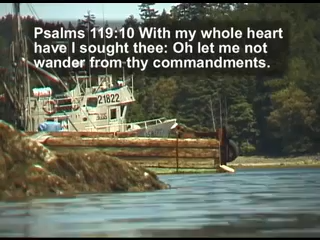 Psalms 119:10 With my whole heart
have I sought thee: Oh let me not
wander from thy commandments.
21822